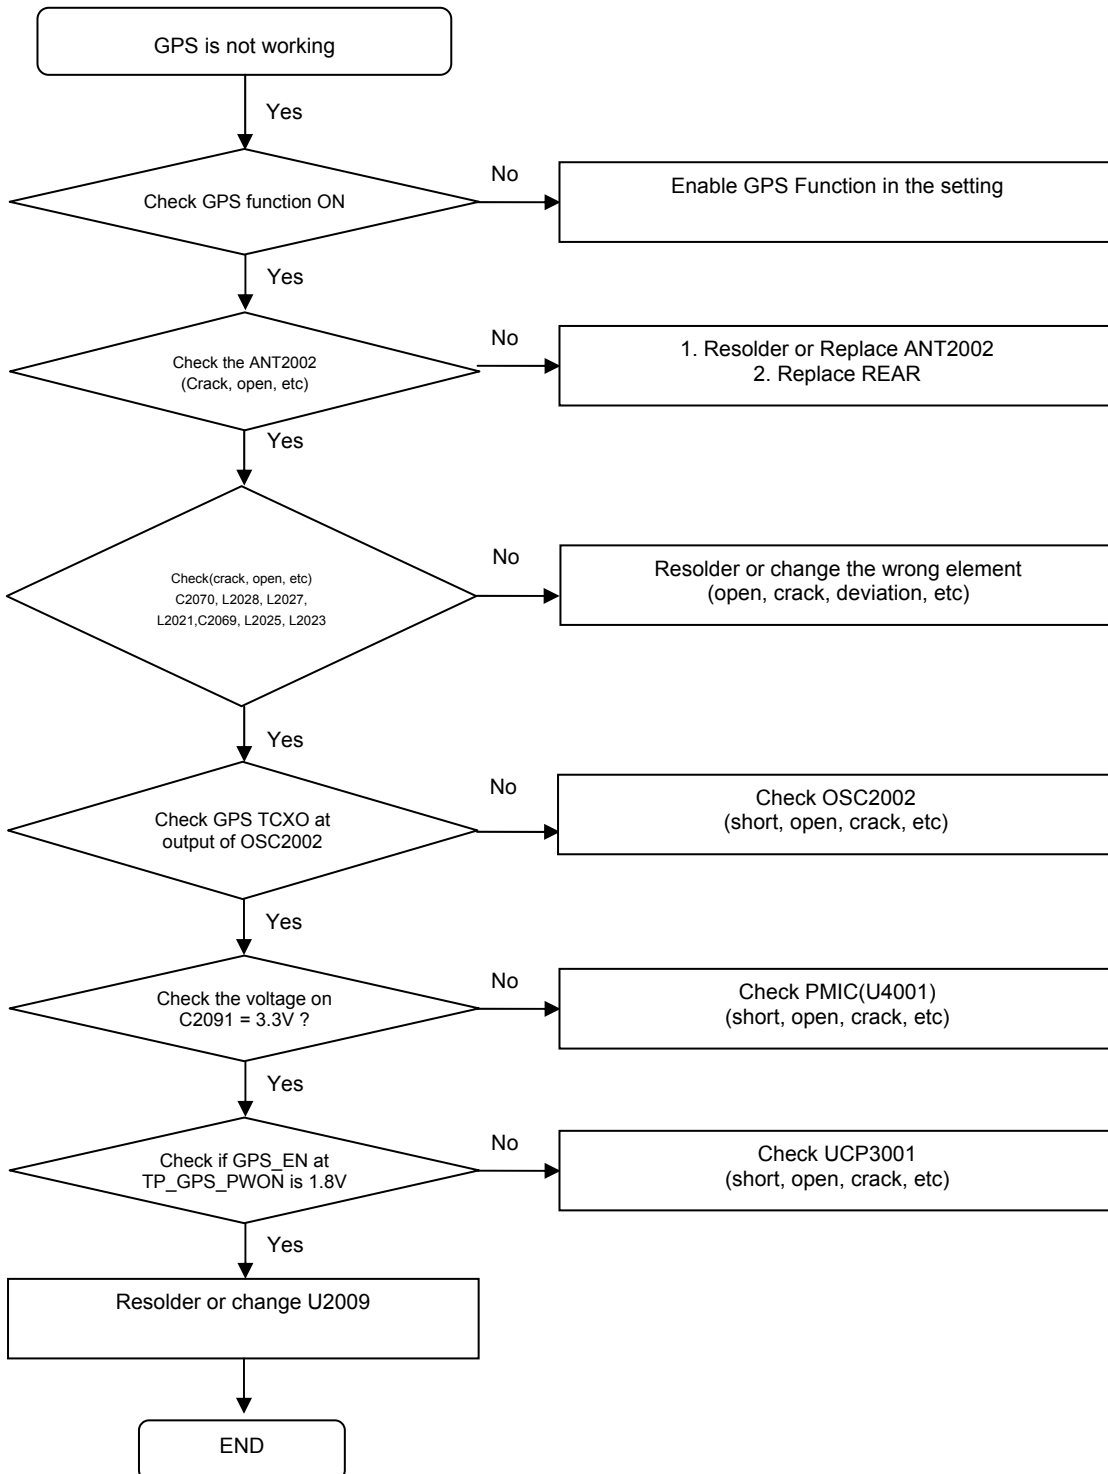 GPS is not working
Yes
Check GPS function ON
No
Enable GPS Function in the setting
Yes
Check the ANT2002
(Crack, open, etc)
No
1. Resolder or Replace ANT2002
2. Replace REAR
Yes
Check(crack, open, etc)
C2070, L2028, L2027,
L2021,C2069, L2025, L2023
No
Resolder or change the wrong element
(open, crack, deviation, etc)
Yes
Check GPS TCXO at
output of OSC2002
No
Check OSC2002
(short, open, crack, etc)
Yes
Check the voltage on
C2091 = 3.3V ?
No
Check PMIC(U4001)
(short, open, crack, etc)
Yes
Check if GPS_EN at
TP_GPS_PWON is 1.8V
No
Check UCP3001
(short, open, crack, etc)
Yes
Resolder or change U2009
END